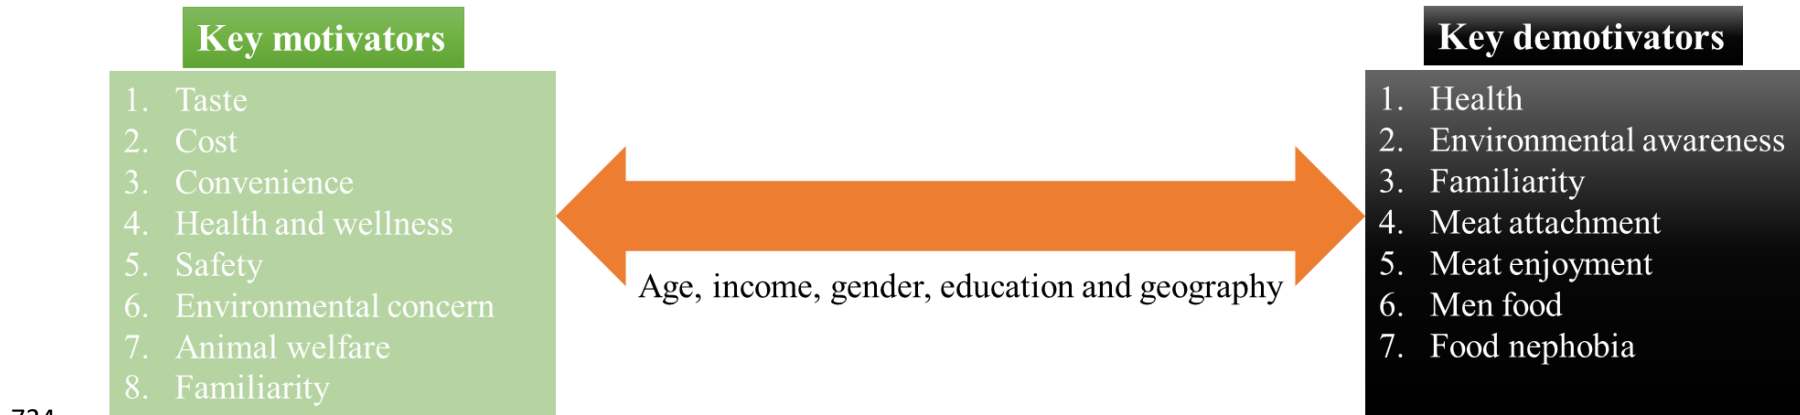 Key motivators
1. Taste
2. Cost
3. Convenience
4. Health and wellness
5. Safety
6. Environmental concern
7. Animal welfare
8. Familiarity
Age, income, gender, education and geography
Key demotivators
1. Health
2. Environmental awareness
3. Familiarity
4. Meat attachment
5. Meat enjoyment
6. Men food
7. Food nephobia